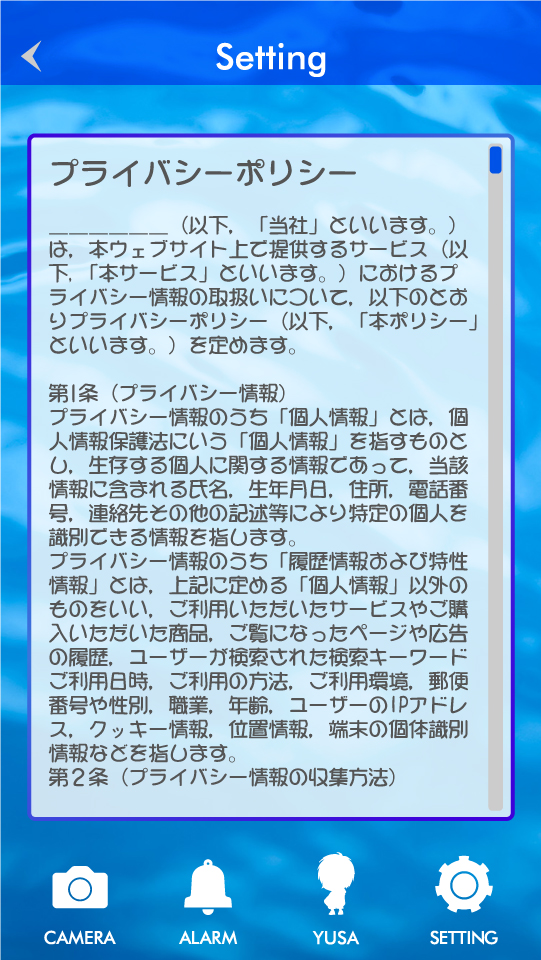 Setting
プライバシーポリシー
＿＿＿＿＿＿（以下，「当社」といいます。）
は，本ウェブサイト上で提供するサービス（以
下，「本サービス」といいます。）におけるプ
ライバシー情報の取扱いについて，以下のとお
りプライバシーポリシー（以下，「本ポリシー」
といいます。）を定めます。
第1条（プライバシー情報）
プライバシー情報のうち「個人情報」とは，個
人情報保護法にいう「個人情報」を指すものと
し，生存する個人に関する情報であって，当該
情報に含まれる氏名，生年月日，住所，電話番
号，連絡先その他の記述等により特定の個人を
識別できる情報を指します。
プライバシー情報のうち「履歴情報および特性
情報」とは，上記に定める「個人情報」以外の
ものをいい，ご利用いただいたサービスやご購
入いただいた商品，ご覧になったページや広告
の履歴，ユーザーが検索された検索キーワード
ご利用日時，ご利用の方法，ご利用環境，郵便
番号や性別，職業，年齢，ユーザーのIPアドレ
ス，クッキー情報，位置情報，端末の個体識別
情報などを指します。
第２条（プライバシー情報の収集方法）
CAMERA ALARM YUSA SETTING